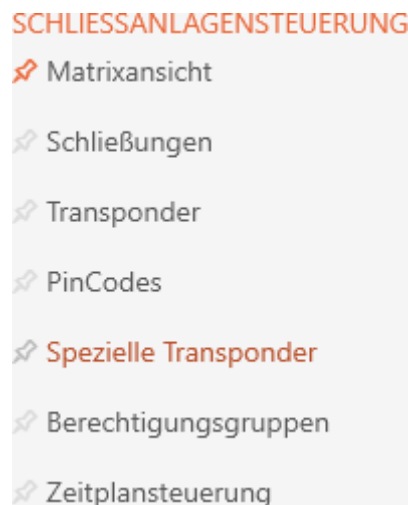 SCHLIESSANLAGENSTEUERUNG
Matrixansicht
Schließungen
Transponder
PinCodes
Spezielle Transponder
Berechtigungsgruppen
Zeitplansteuerung